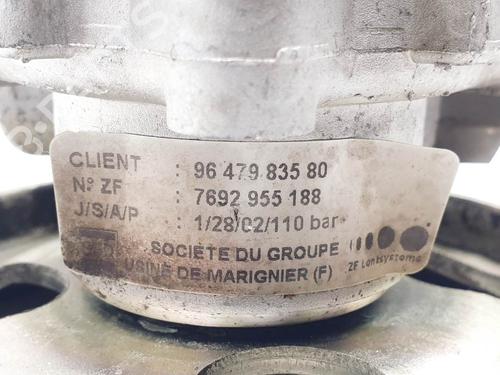 CLIENT : 96 479 835 80
Nº ZF : 7692 955 188
J/S/A/P : 1/28/02/110 bar
SOCIÉTÉ DU GROUPE
USINE DE MARIGNIER (F)
ZF Lenksysteme